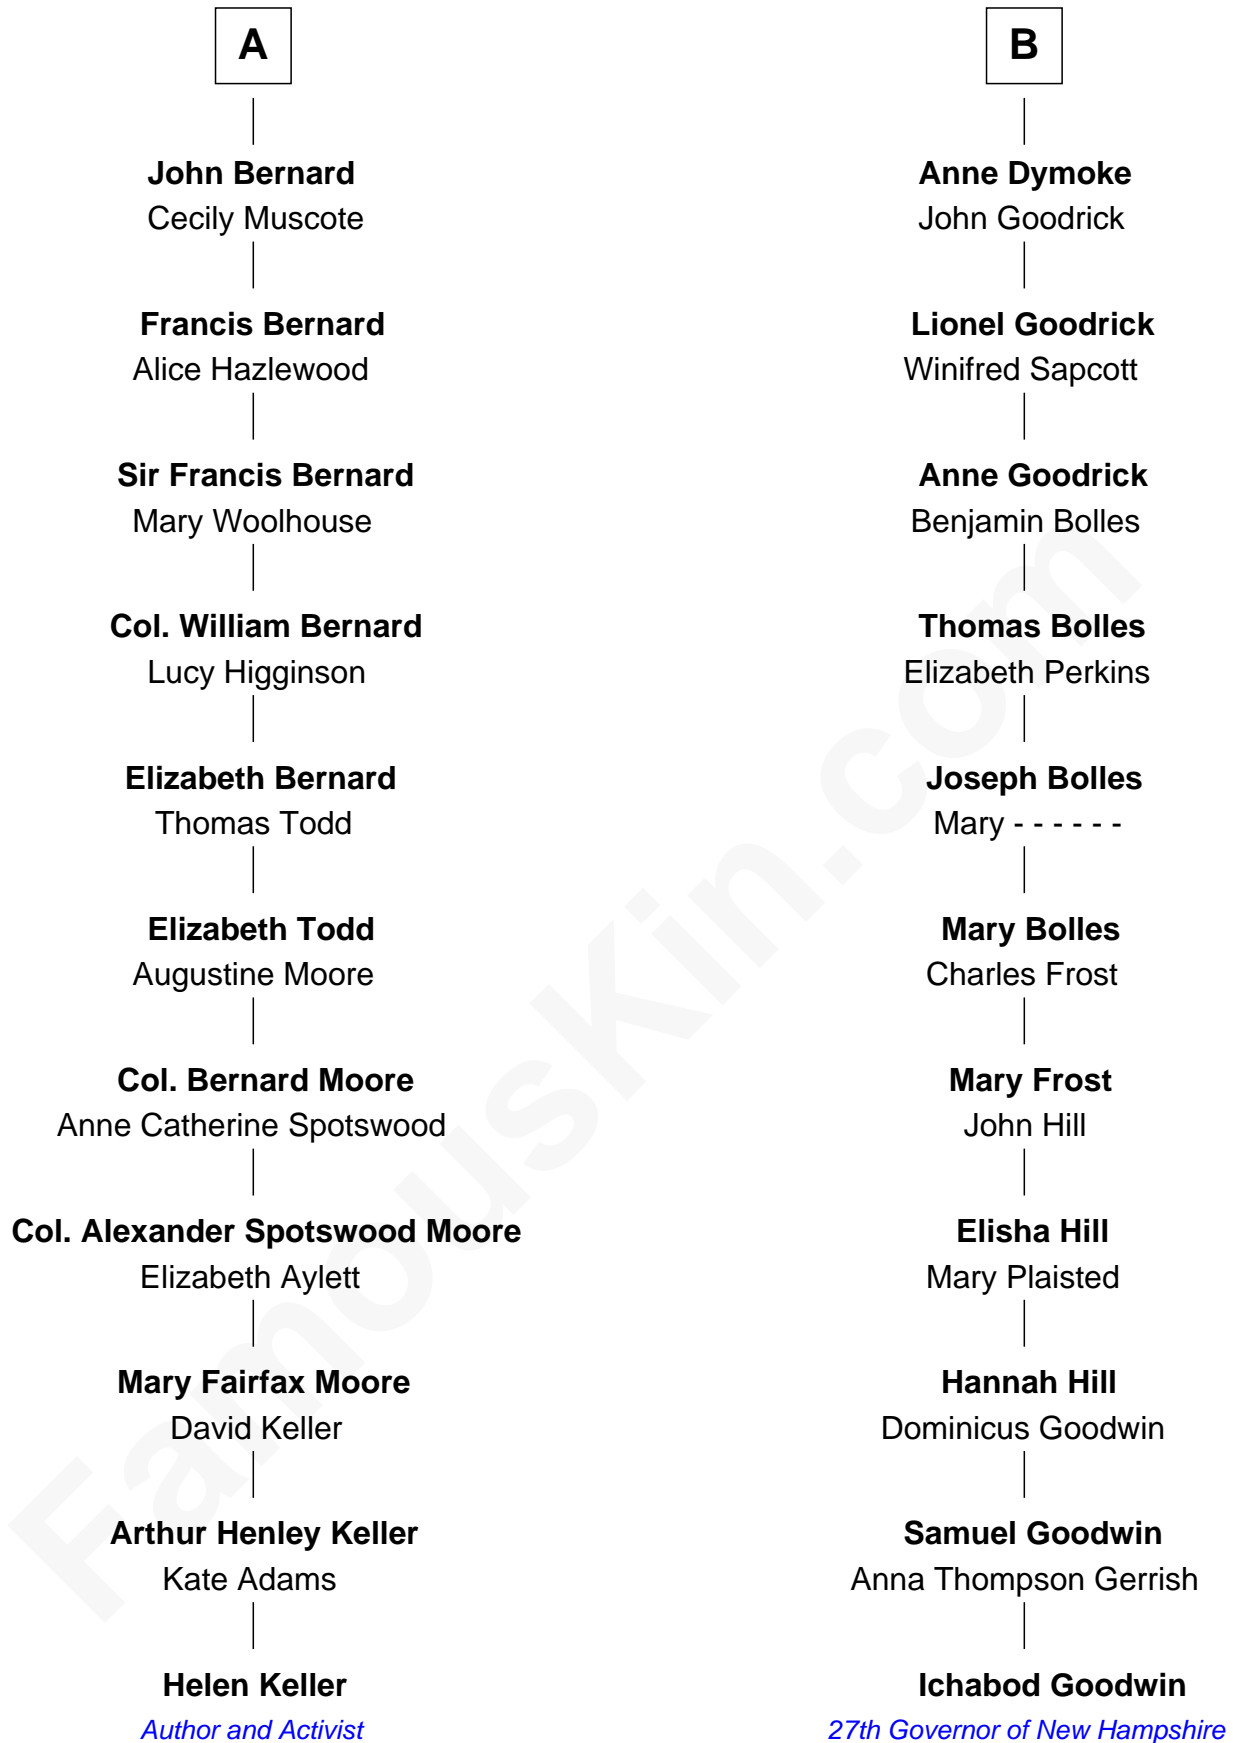 A
John Bernard
Cecily Muscote
Francis Bernard
Alice Hazlewood
Sir Francis Bernard
Mary Woolhouse
Col. William Bernard
Lucy Higginson
Elizabeth Bernard
Thomas Todd
Elizabeth Todd
Augustine Moore
Col. Bernard Moore
Anne Catherine Spotswood
Col. Alexander Spotswood Moore
Elizabeth Aylett
Mary Fairfax Moore
David Keller
Arthur Henley Keller
Kate Adams
Helen Keller
Author and Activist
B
Anne Dymoke
John Goodrick
Lionel Goodrick
Winifred Sapcott
Anne Goodrick
Benjamin Bolles
Thomas Bolles
Elizabeth Perkins
Joseph Bolles
Mary - - - - - -
Mary Bolles
Charles Frost
Mary Frost
John Hill
Elisha Hill
Mary Plaisted
Hannah Hill
Dominicus Goodwin
Samuel Goodwin
Anna Thompson Gerrish
Ichabod Goodwin
27th Governor of New Hampshire
FamousKin.com